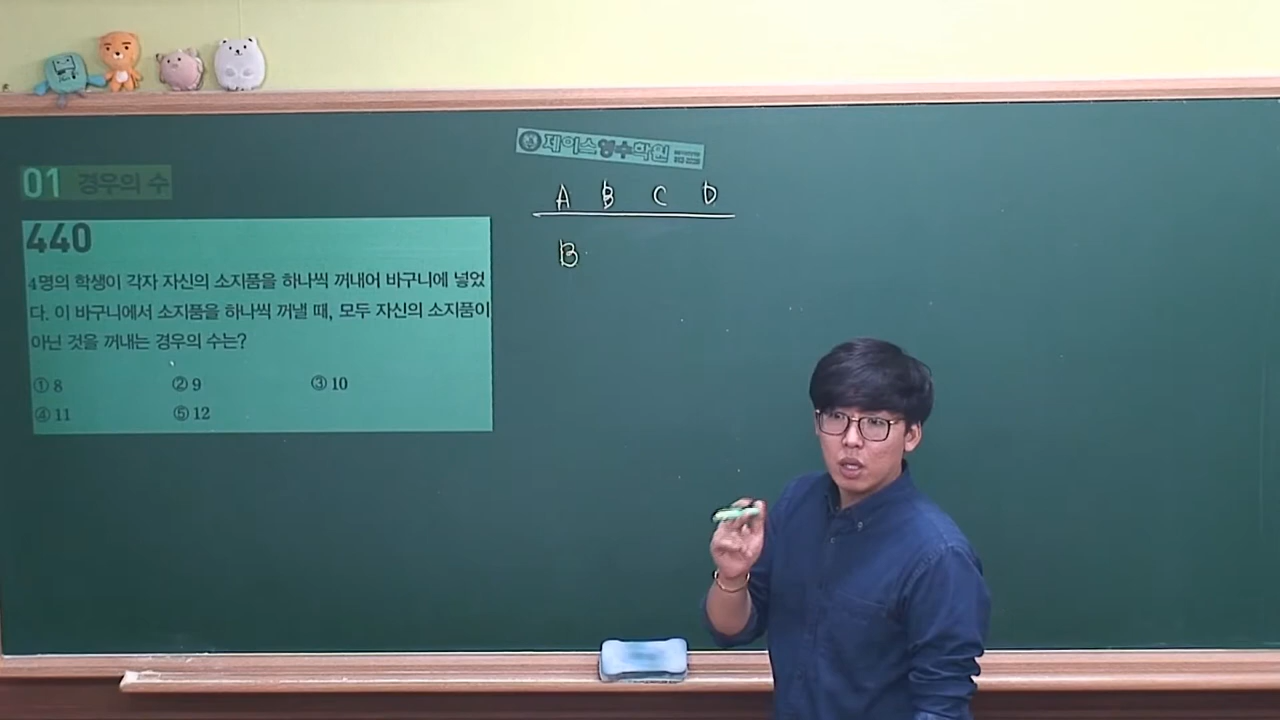 제이스영수학원
01 경우의 수
A B C D
B
440
4명의 학생이 각자 자신의 소지품을 하나씩 꺼내어 바구니에 넣었
다. 이 바구니에서 소지품을 하나씩 꺼낼 때, 모두 자신의 소지품이
아닌 것을 꺼내는 경우의 수는?
① 8 ② 9 ③ 10
④ 11 ⑤ 12